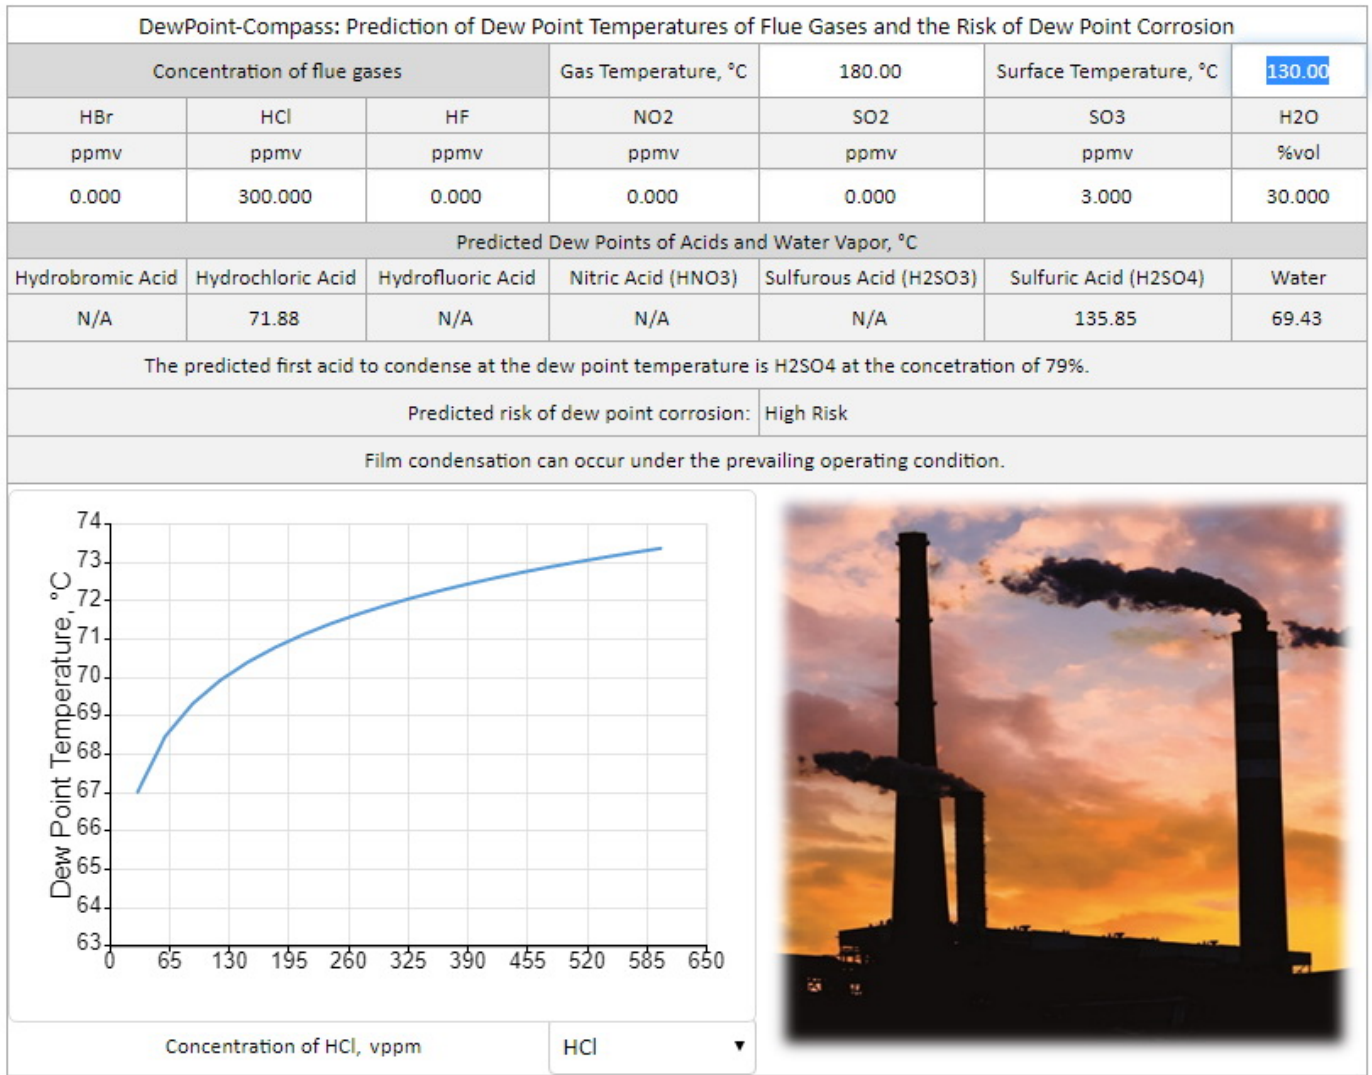 DewPoint-Compass: Prediction of Dew Point Temperatures of Flue Gases and the Risk of Dew Point Corrosion
Concentration of flue gases Gas Temperature, °C 180.00 Surface Temperature, °C 130.00
HBr HCl HF NO2 SO2 SO3 H2O
ppmv ppmv ppmv ppmv ppmv ppmv %vol
0.000 300.000 0.000 0.000 0.000 3.000 30.000
Predicted Dew Points of Acids and Water Vapor, °C
Hydrobromic Acid Hydrochloric Acid Hydrofluoric Acid Nitric Acid (HNO3) Sulfurous Acid (H2SO3) Sulfuric Acid (H2SO4) Water
N/A 71.88 N/A N/A N/A 135.85 69.43
The predicted first acid to condense at the dew point temperature is H2SO4 at the concetration of 79%.
Predicted risk of dew point corrosion: High Risk
Film condensation can occur under the prevailing operating condition.
Dew Point Temperature, °C
74
73
72
71
70
69
68
67
66
65
64
63
0 65 130 195 260 325 390 455 520 585 650
Concentration of HCl, vppm HCl